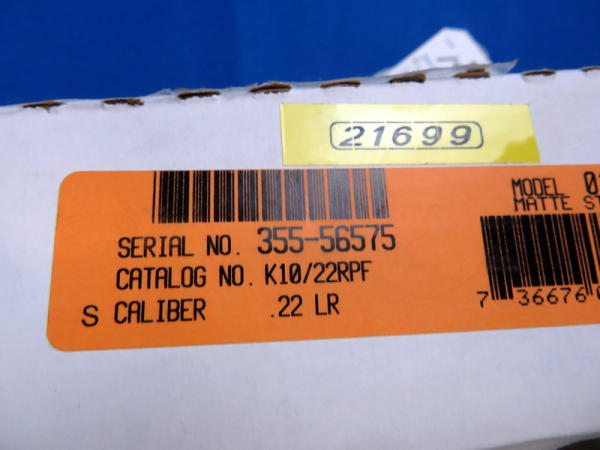 21699
MODEL
MATTE
SERIAL NO. 355-56575
CATALOG NO. K10/22RPF
S CALIBER .22 LR
7 36676